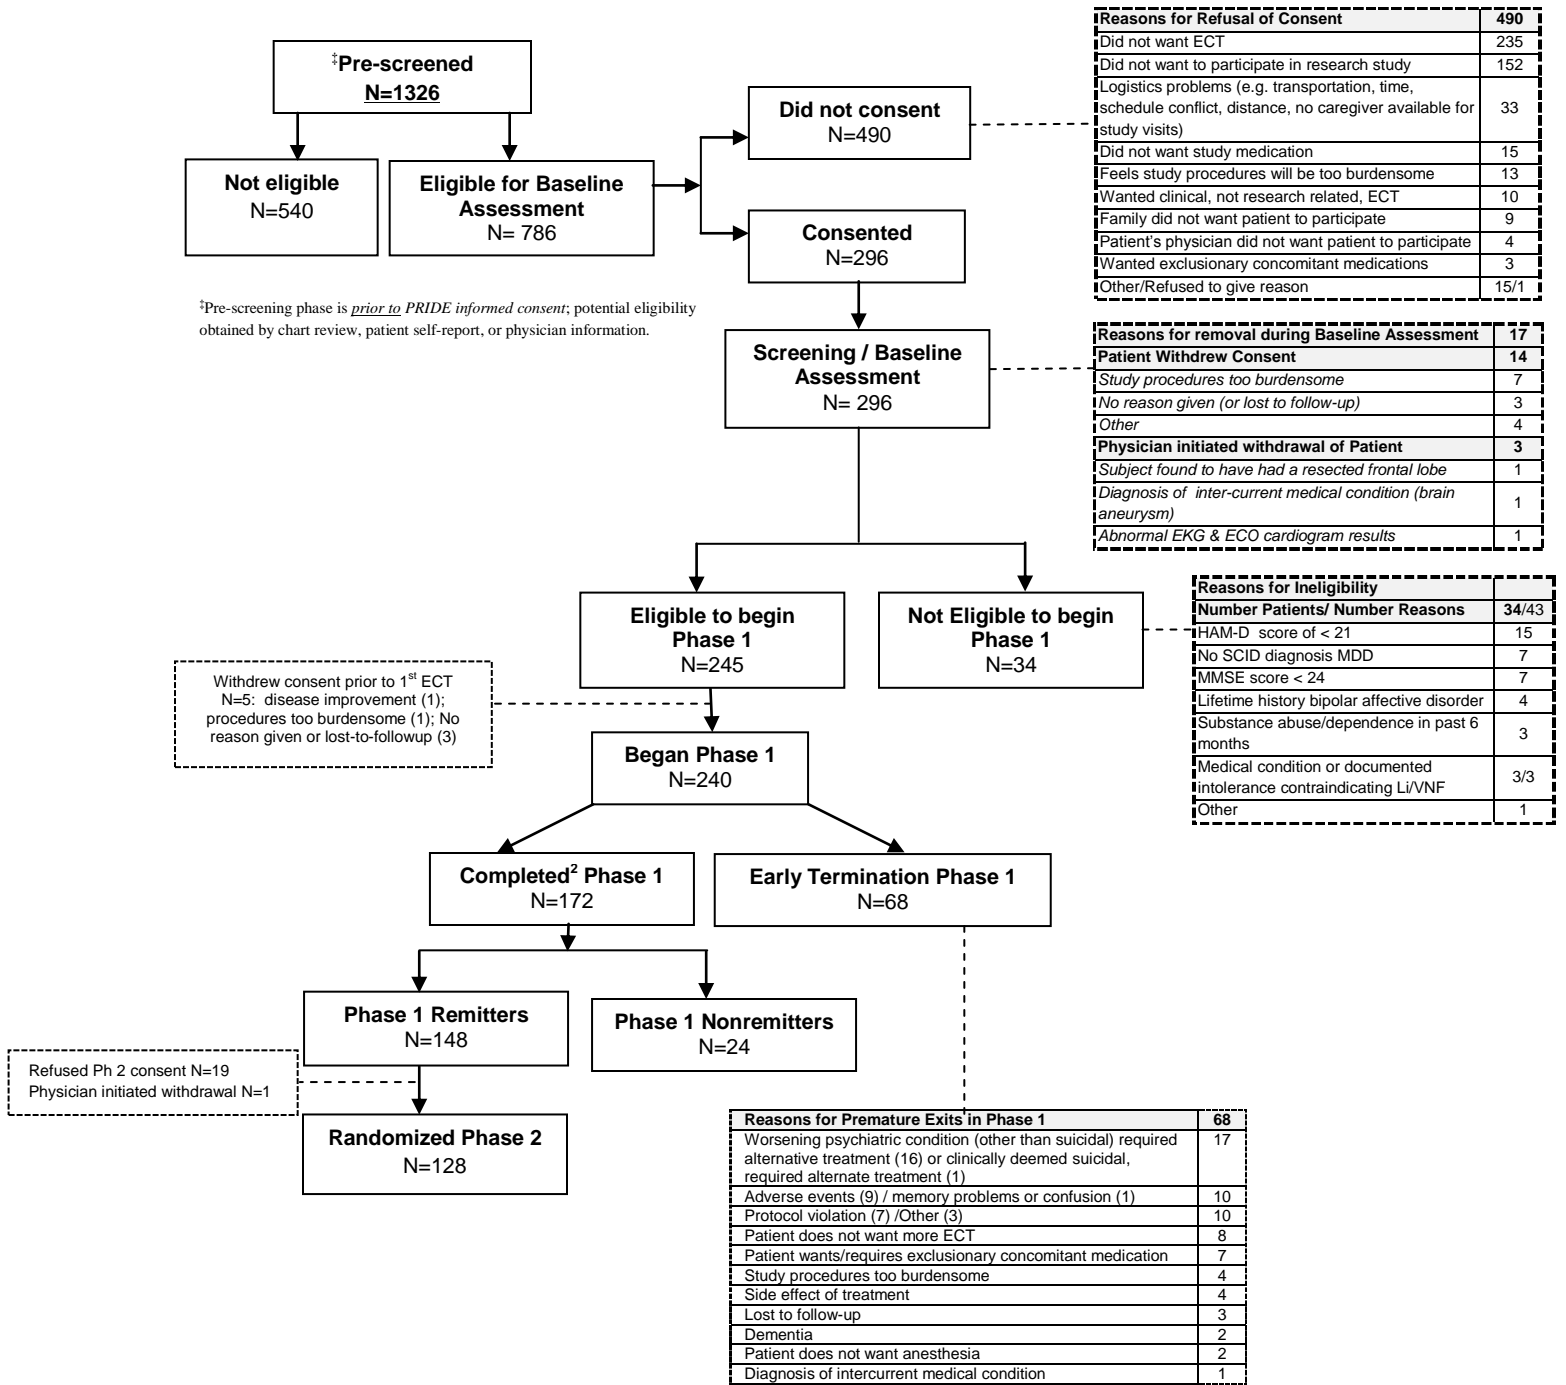 ‡Pre-screened
N=1326
Not eligible
N=540
Eligible for Baseline
Assessment
N= 786
Did not consent
N=490
Consented
N=296
‡Pre-screening phase is prior to PRIDE informed consent; potential eligibility
obtained by chart review, patient self-report, or physician information.
Reasons for Refusal of Consent 490
Did not want ECT 235
Did not want to participate in research study 152
Logistics problems (e.g. transportation, time,
schedule conflict, distance, no caregiver available for 33
study visits)
Did not want study medication 15
Feels study procedures will be too burdensome 13
Wanted clinical, not research related, ECT 10
Family did not want patient to participate 9
Patient's physician did not want patient to participate 4
Wanted exclusionary concomitant medications 3
Other/Refused to give reason 15/1
Screening / Baseline
Assessment
N= 296
Reasons for removal during Baseline Assessment 17
Patient Withdrew Consent 14
Study procedures too burdensome 7
No reason given (or lost to follow-up) 3
Other 4
Physician initiated withdrawal of Patient 3
Subject found to have had a resected frontal lobe 1
Diagnosis of inter-current medical condition (brain 1
aneurysm)
Abnormal EKG & ECO cardiogram results 1
Eligible to begin
Phase 1
N=245
Not Eligible to begin
Phase 1
N=34
Reasons for Ineligibility
Number Patients/ Number Reasons 34/43
HAM-D score of < 21 15
No SCID diagnosis MDD 7
MMSE score < 24 7
Lifetime history bipolar affective disorder 4
Substance abuse/dependence in past 6 3
months
Medical condition or documented 3/3
intolerance contraindicating Li/VNF
Other 1
Withdrew consent prior to 1st ECT
N=5: disease improvement (1);
procedures too burdensome (1); No
reason given or lost-to-followup (3)
Began Phase 1
N=240
Completed2 Phase 1
N=172
Early Termination Phase 1
N=68
Phase 1 Remitters
N=148
Phase 1 Nonremitters
N=24
Refused Ph 2 consent N=19
Physician initiated withdrawal N=1
Randomized Phase 2
N=128
Reasons for Premature Exits in Phase 1 68
Worsening psychiatric condition (other than suicidal) required 17
alternative treatment (16) or clinically deemed suicidal,
required alternate treatment (1)
Adverse events (9) / memory problems or confusion (1) 10
Protocol violation (7) /Other (3) 10
Patient does not want more ECT 8
Patient wants/requires exclusionary concomitant medication 7
Study procedures too burdensome 4
Side effect of treatment 4
Lost to follow-up 3
Dementia 2
Patient does not want anesthesia 2
Diagnosis of intercurrent medical condition 1